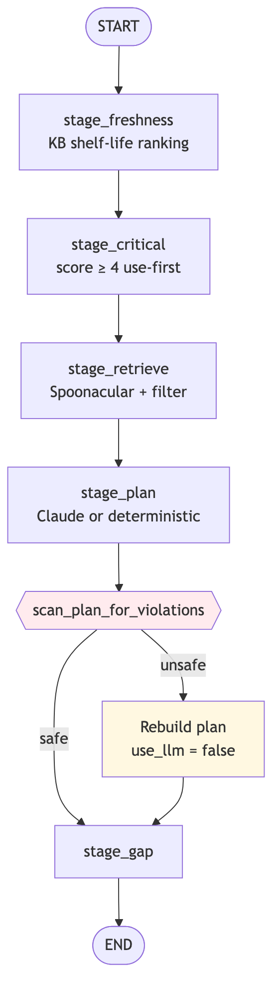 START
stage_freshness
KB shelf-life ranking
stage_critical
score ≥ 4 use-first
stage_retrieve
Spoonacular + filter
stage_plan
Claude or deterministic
scan_plan_for_violations
unsafe
Rebuild plan
use_llm = false
safe
stage_gap
END